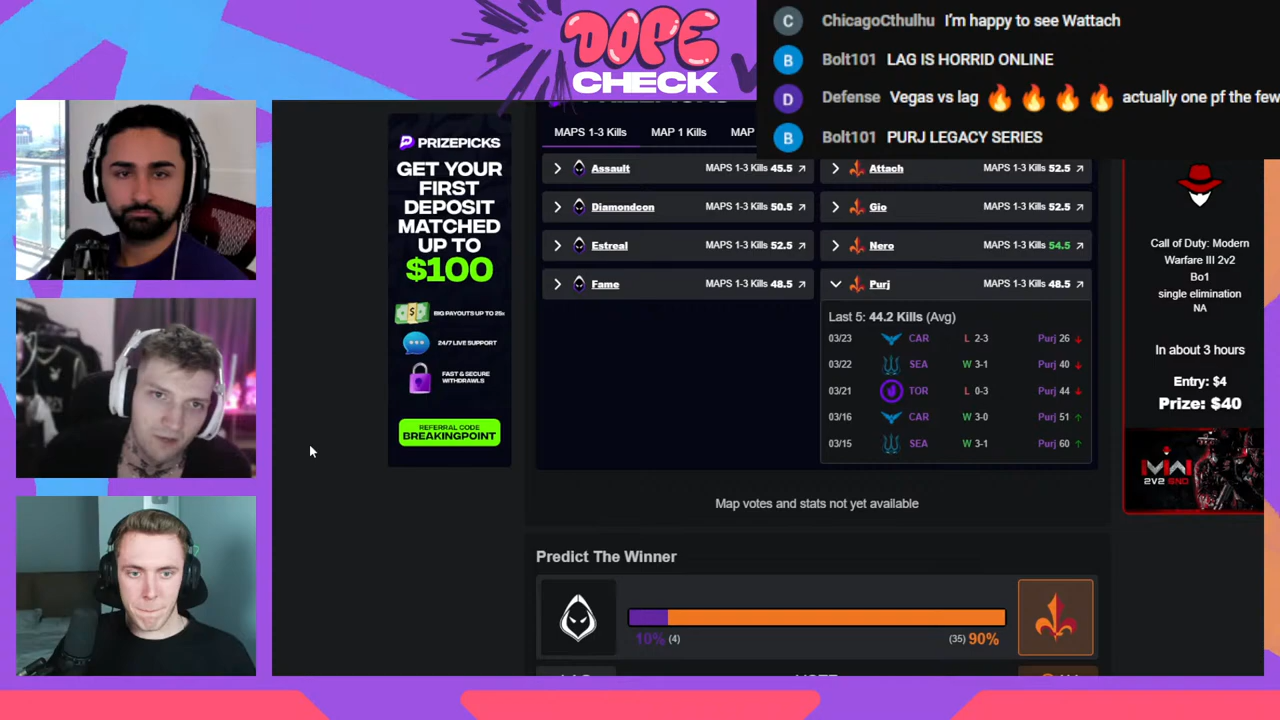 DOPE
CHECK
C ChicagoCthulhu I'm happy to see Wattach
B Bolt101 LAG IS HORRID ONLINE
D Defense Vegas vs lag 🔥 🔥 🔥 🔥 actually one pf the few
B Bolt101 PURJ LEGACY SERIES
PRIZEPICKS
GET YOUR
FIRST
DEPOSIT
MATCHED
UP TO
$100
BIG PAYOUTS UP TO 25x
24/7 LIVE SUPPORT
FAST & SECURE
WITHDRAWLS
REFERRAL CODE
BREAKINGPOINT
MAPS 1-3 Kills MAP 1 Kills MAP
Assault MAPS 1-3 Kills 45.5
Diamondcon MAPS 1-3 Kills 50.5
Estreal MAPS 1-3 Kills 52.5
Fame MAPS 1-3 Kills 48.5
Attach MAPS 1-3 Kills 52.5
Gio MAPS 1-3 Kills 52.5
Nero MAPS 1-3 Kills 54.5
Purj MAPS 1-3 Kills 48.5
Last 5: 44.2 Kills (Avg)
03/23 CAR L 2-3 Purj 26
03/22 SEA W 3-1 Purj 40
03/21 TOR L 0-3 Purj 44
03/16 CAR W 3-0 Purj 51
03/15 SEA W 3-1 Purj 60
Map votes and stats not yet available
Predict The Winner
10% (4) (35) 90%
Call of Duty: Modern
Warfare III 2v2
Bo1
single elimination
NA
In about 3 hours
Entry: $4
Prize: $40
MW
2V2 SND